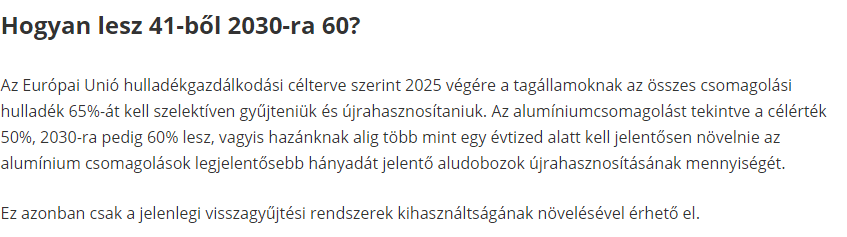 Hogyan lesz 41-ből 2030-ra 60?
Az Európai Unió hulladékgazdálkodási célterve szerint 2025 végére a tagállamoknak az összes csomagolási
hulladék 65%-át kell szelektíven gyűjteniük és újrahasznosítaniuk. Az alumíniumcsomagolást tekintve a célérték
50%, 2030-ra pedig 60% lesz, vagyis hazánknak alig több mint egy évtized alatt kell jelentősen növelnie az
alumínium csomagolások legjelentősebb hányadát jelentő aludobozok újrahasznosításának mennyiségét.
Ez azonban csak a jelenlegi visszagyűjtési rendszerek kihasználtságának növelésével érhető el.